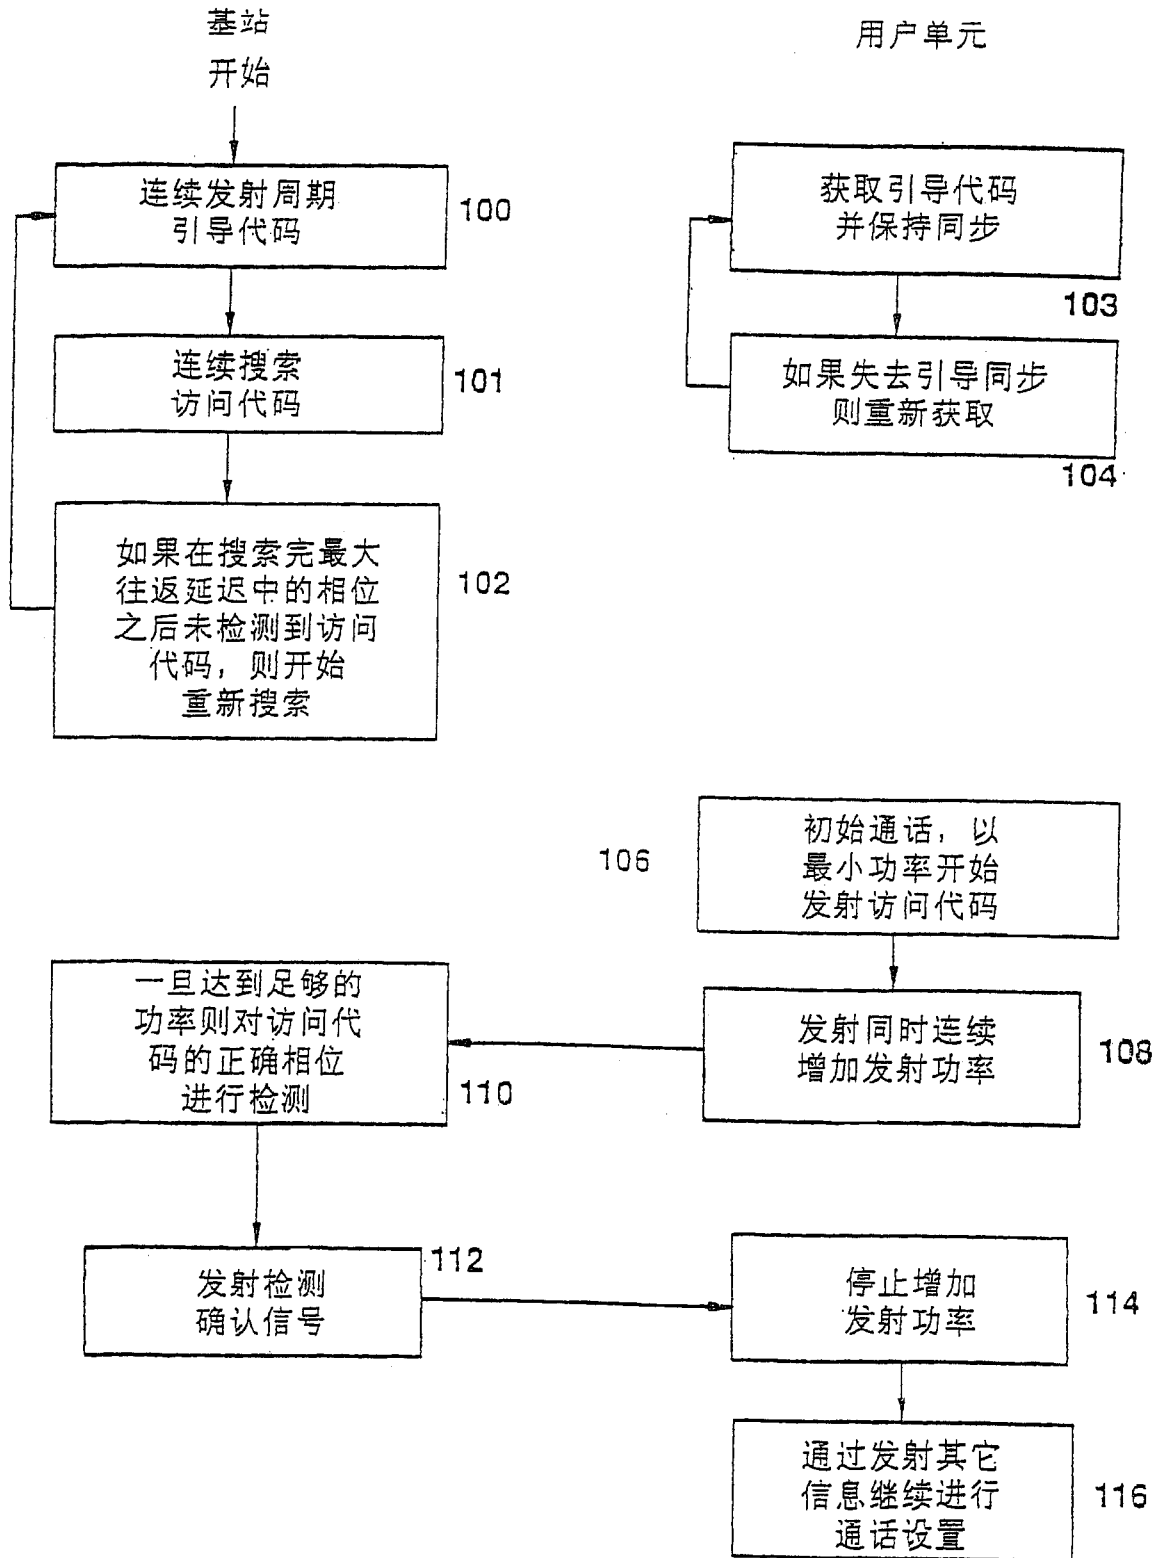 基站
开始
用户单元
连续发射周期
引导代码
100
连续搜索
访问代码
101
如果在搜索完最大
往返延迟中的相位
之后未检测到访问
代码，则开始
重新搜索
102
获取引导代码
并保持同步
103
如果失去引导同步
则重新获取
104
106
初始通话，以
最小功率开始
发射访问代码
发射同时连续
增加发射功率
108
一旦达到足够的
功率则对访问代
码的正确相位
进行检测
110
发射检测
确认信号
112
停止增加
发射功率
114
通过发射其它
信息继续进行
通话设置
116